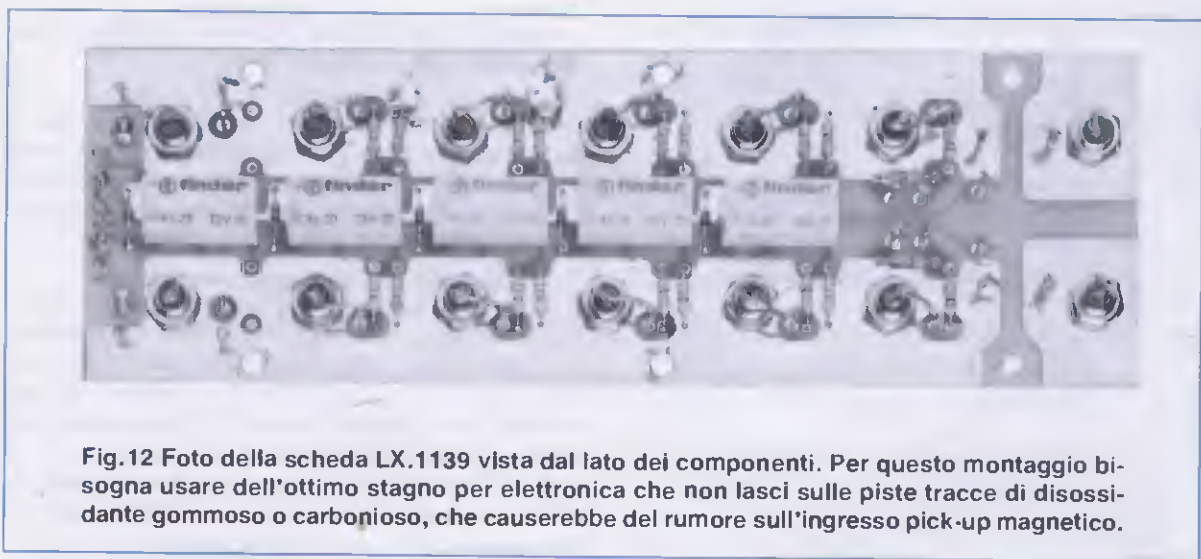 finder finder finder finder finder
Fig.12 Foto della scheda LX.1139 vista dal lato dei componenti. Per questo montaggio bi-
sogna usare dell'ottimo stagno per elettronica che non lasci sulle piste tracce di disossi-
dante gommoso o carbonioso, che causerebbe del rumore sull'ingresso pick-up magnetico.